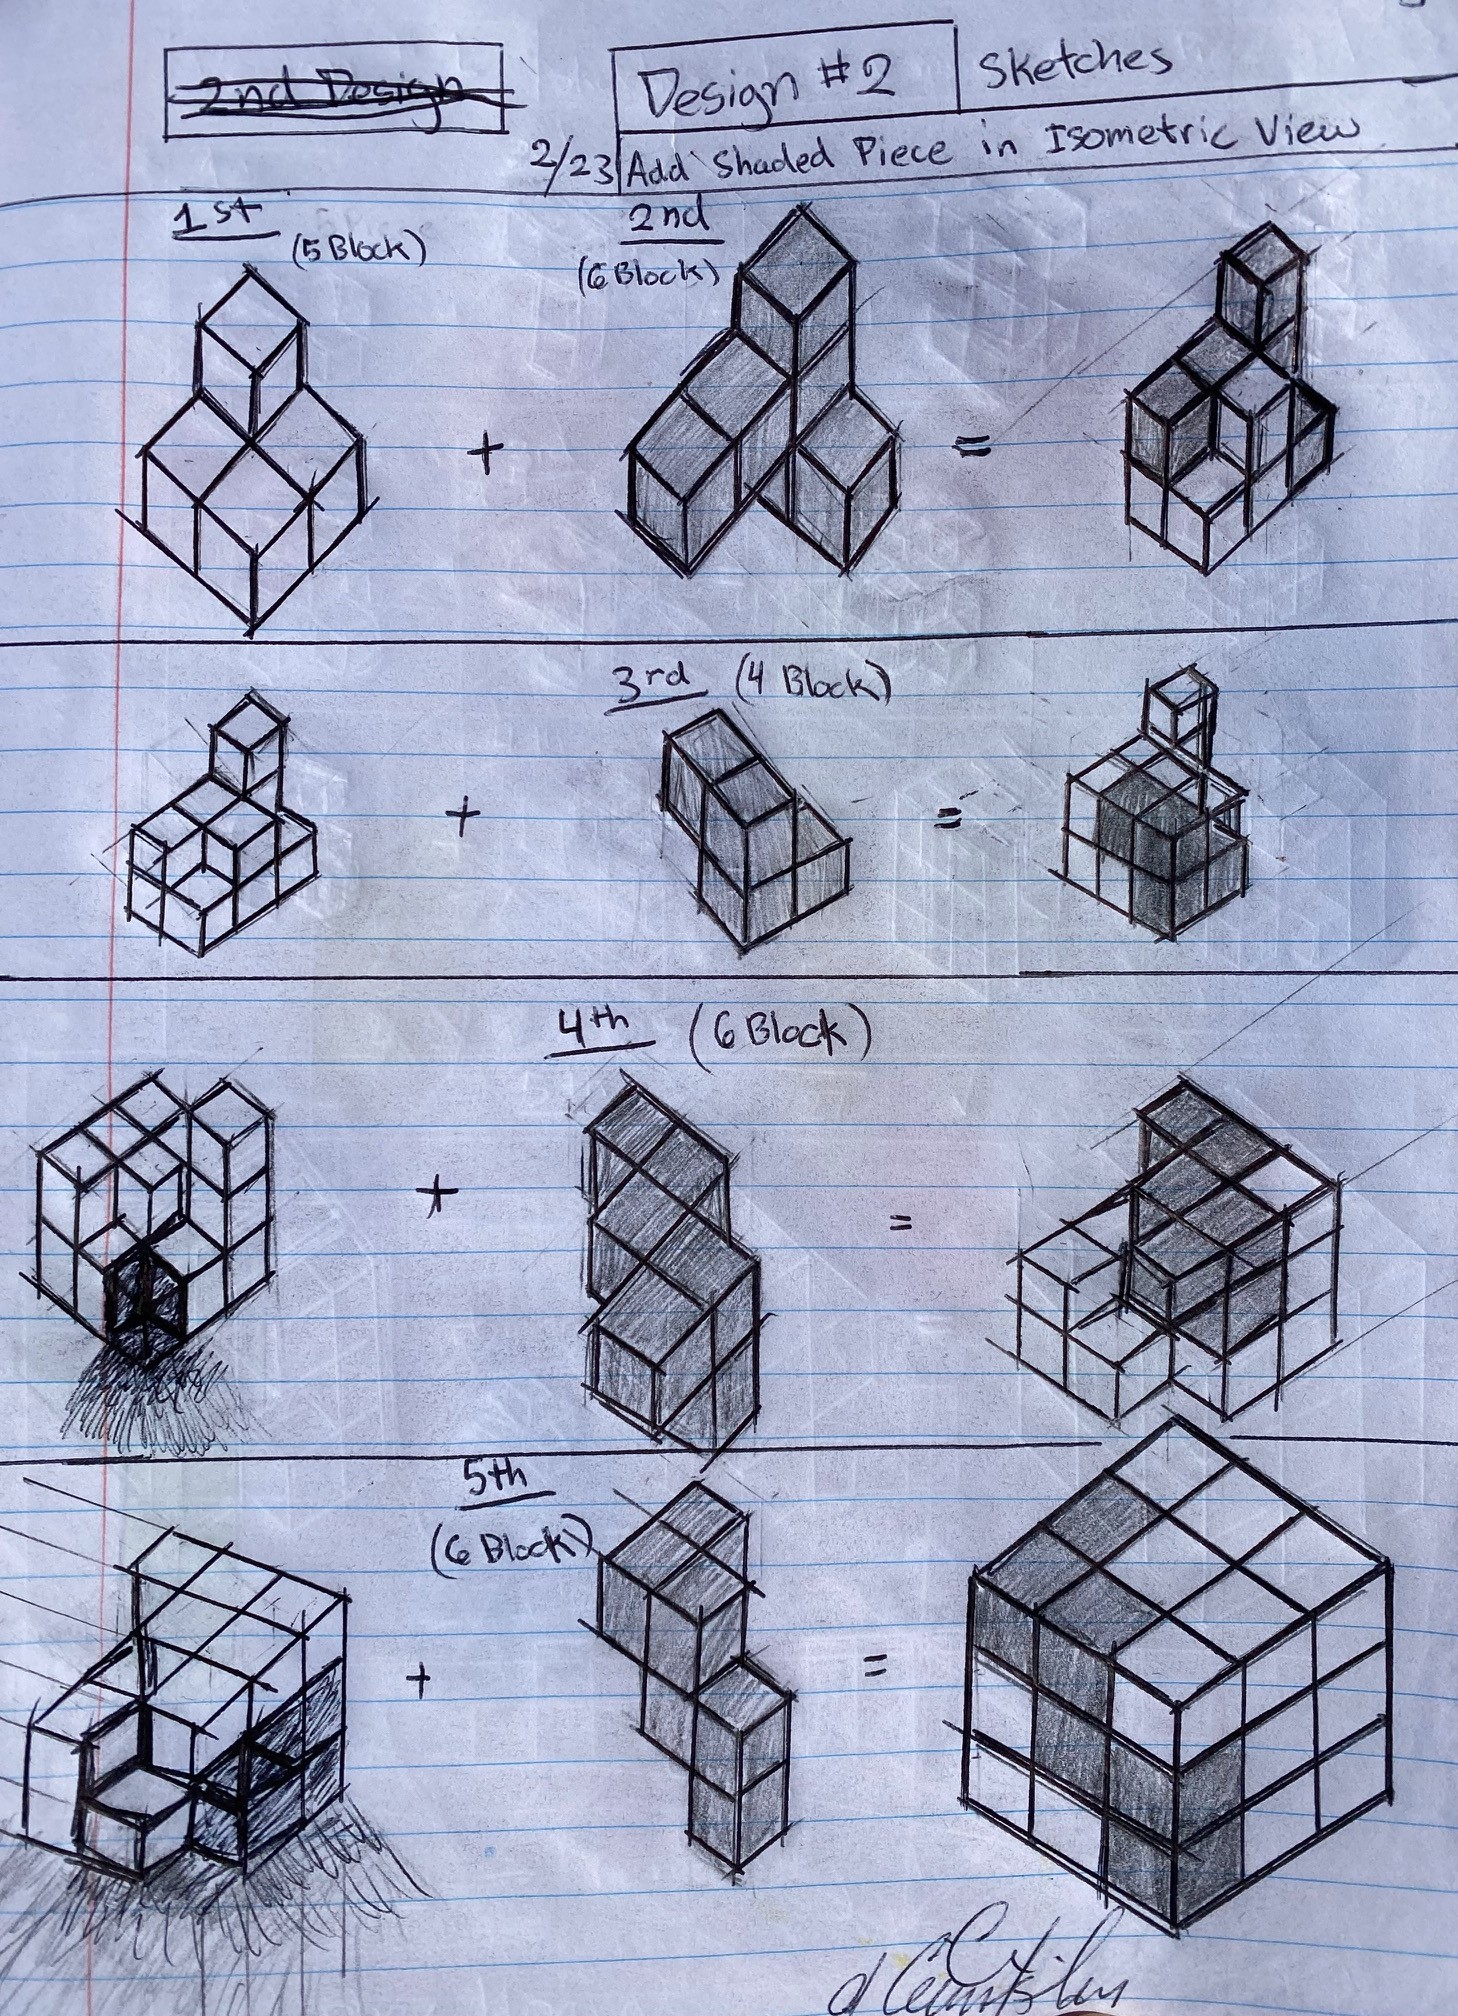 2nd Design
Design #2
Sketches
2/23
Add Shaded Piece in Isometric View
1st
(5 Block)
2nd
(6 Block)
+
=
3rd (4 Block)
+
=
4th (6 Block)
+
=
5th
(6 Block)
+
=